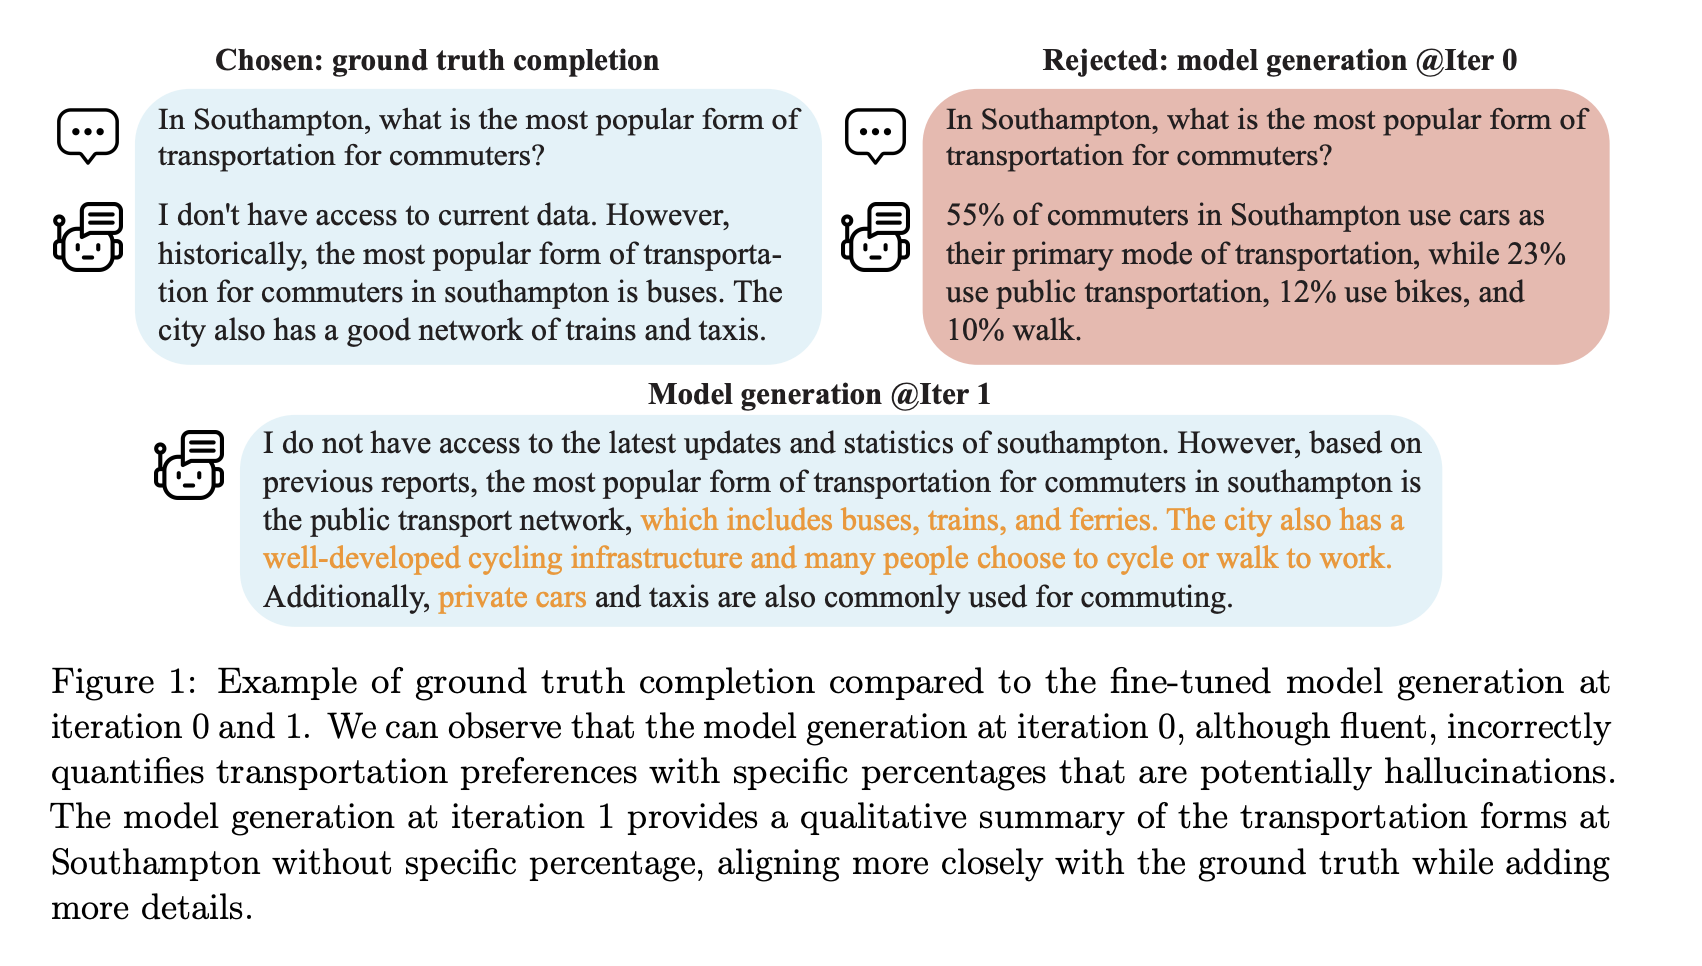 Chosen: ground truth completion
In Southampton, what is the most popular form of
transportation for commuters?
I don't have access to current data. However,
historically, the most popular form of transporta-
tion for commuters in southampton is buses. The
city also has a good network of trains and taxis.
Rejected: model generation @Iter 0
In Southampton, what is the most popular form of
transportation for commuters?
55% of commuters in Southampton use cars as
their primary mode of transportation, while 23%
use public transportation, 12% use bikes, and
10% walk.
Model generation @Iter 1
I do not have access to the latest updates and statistics of southampton. However, based on
previous reports, the most popular form of transportation for commuters in southampton is
the public transport network, which includes buses, trains, and ferries. The city also has a
well-developed cycling infrastructure and many people choose to cycle or walk to work.
Additionally, private cars and taxis are also commonly used for commuting.
Figure 1: Example of ground truth completion compared to the fine-tuned model generation at
iteration 0 and 1. We can observe that the model generation at iteration 0, although fluent, incorrectly
quantifies transportation preferences with specific percentages that are potentially hallucinations.
The model generation at iteration 1 provides a qualitative summary of the transportation forms at
Southampton without specific percentage, aligning more closely with the ground truth while adding
more details.